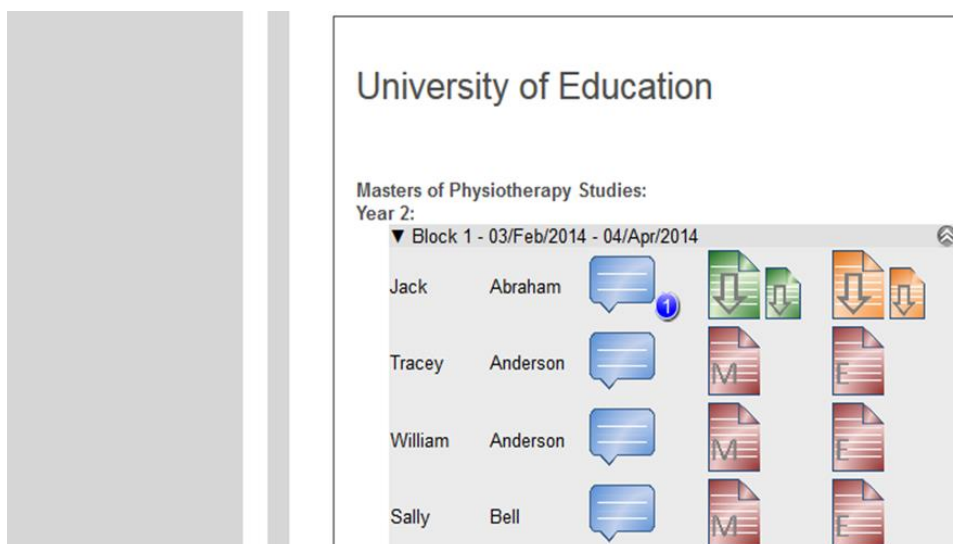 University of Education
Masters of Physiotherapy Studies:
Year 2:
▼ Block 1 - 03/Feb/2014 - 04/Apr/2014
Jack Abraham 1
Tracey Anderson M E
William Anderson M E
Sally Bell M E